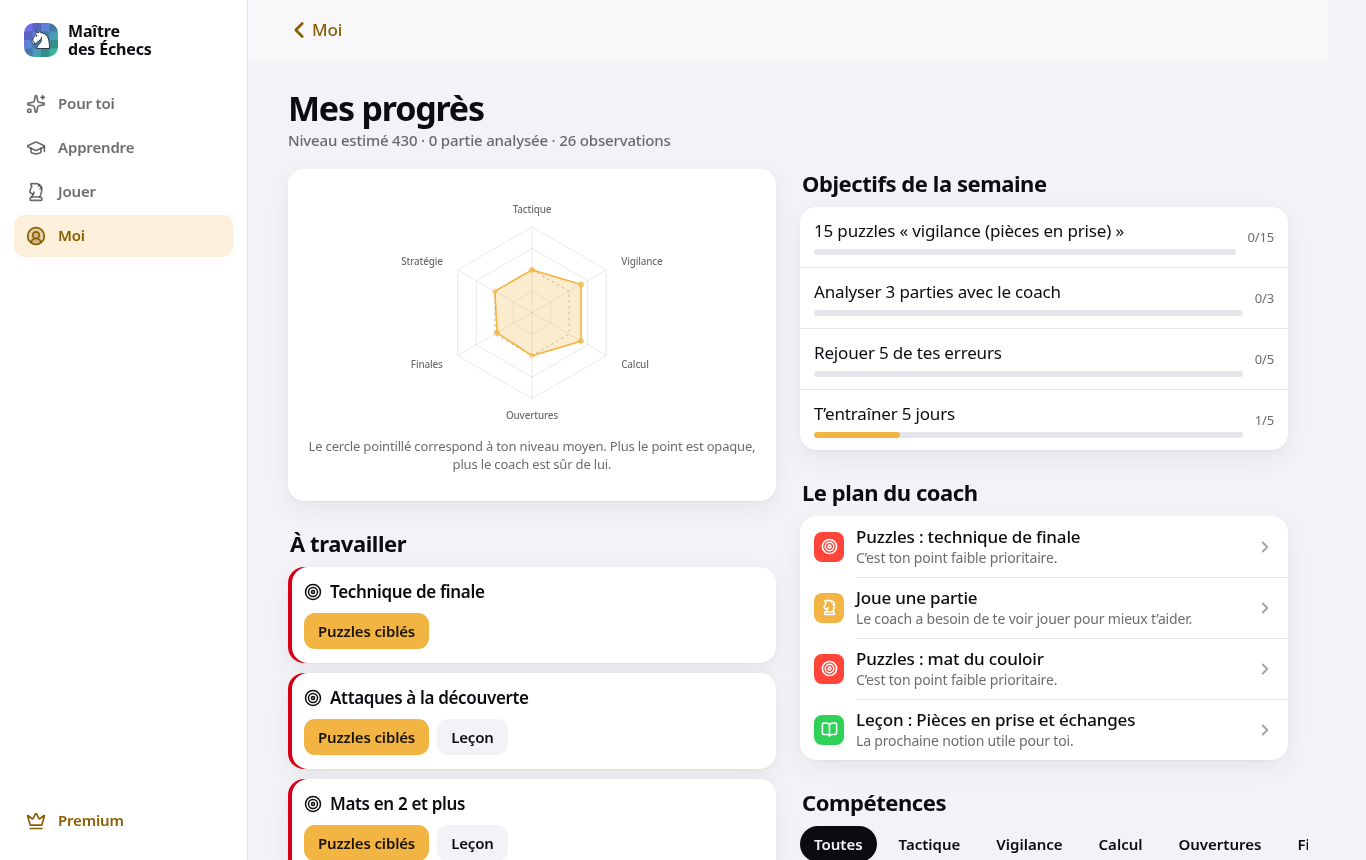 Maître
des Échecs
Pour toi
Apprendre
Jouer
Moi
Premium
Moi
Mes progrès
Niveau estimé 430 · 0 partie analysée · 26 observations
Tactique
Stratégie
Vigilance
Finales
Calcul
Ouvertures
Le cercle pointillé correspond à ton niveau moyen. Plus le point est opaque,
plus le coach est sûr de lui.
À travailler
Technique de finale
Puzzles ciblés
Attaques à la découverte
Puzzles ciblés Leçon
Mats en 2 et plus
Puzzles ciblés Leçon
Objectifs de la semaine
15 puzzles « vigilance (pièces en prise) » 0/15
Analyser 3 parties avec le coach 0/3
Rejouer 5 de tes erreurs 0/5
T’entraîner 5 jours 1/5
Le plan du coach
Puzzles : technique de finale
C’est ton point faible prioritaire.
Joue une partie
Le coach a besoin de te voir jouer pour mieux t’aider.
Puzzles : mat du couloir
C’est ton point faible prioritaire.
Leçon : Pièces en prise et échanges
La prochaine notion utile pour toi.
Compétences
Toutes Tactique Vigilance Calcul Ouvertures Fi